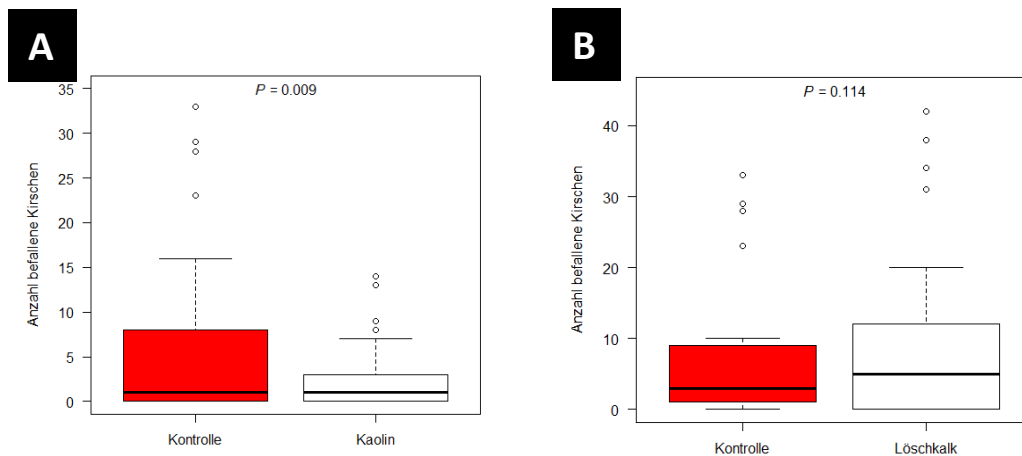 A
P = 0.009
Anzahl befallene Kirschen
35
30
25
20
15
10
5
0
Kontrolle
Kaolin
B
P = 0.114
Anzahl befallene Kirschen
40
30
20
10
0
Kontrolle
Löschkalk